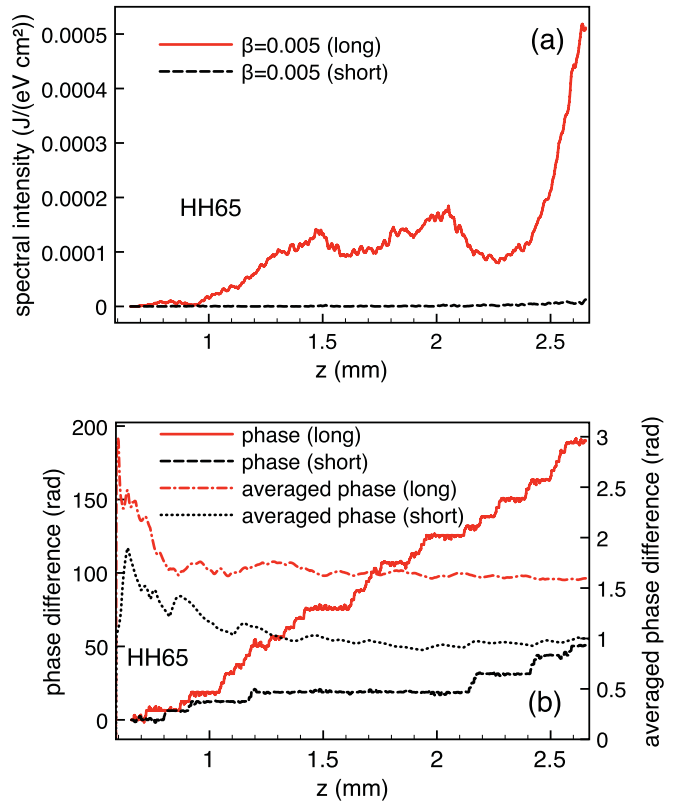 (a)
β=0.005 (long)
β=0.005 (short)
HH65
spectral intensity (J/(eV cm²))
0.0005
0.0004
0.0003
0.0002
0.0001
0
1 1.5 2 2.5
z (mm)
phase (long)
phase (short)
averaged phase (long)
averaged phase (short)
HH65
(b)
phase difference (rad)
200
150
100
50
0
averaged phase difference (rad)
3
2.5
2
1.5
1
0.5
0
1 1.5 2 2.5
z (mm)